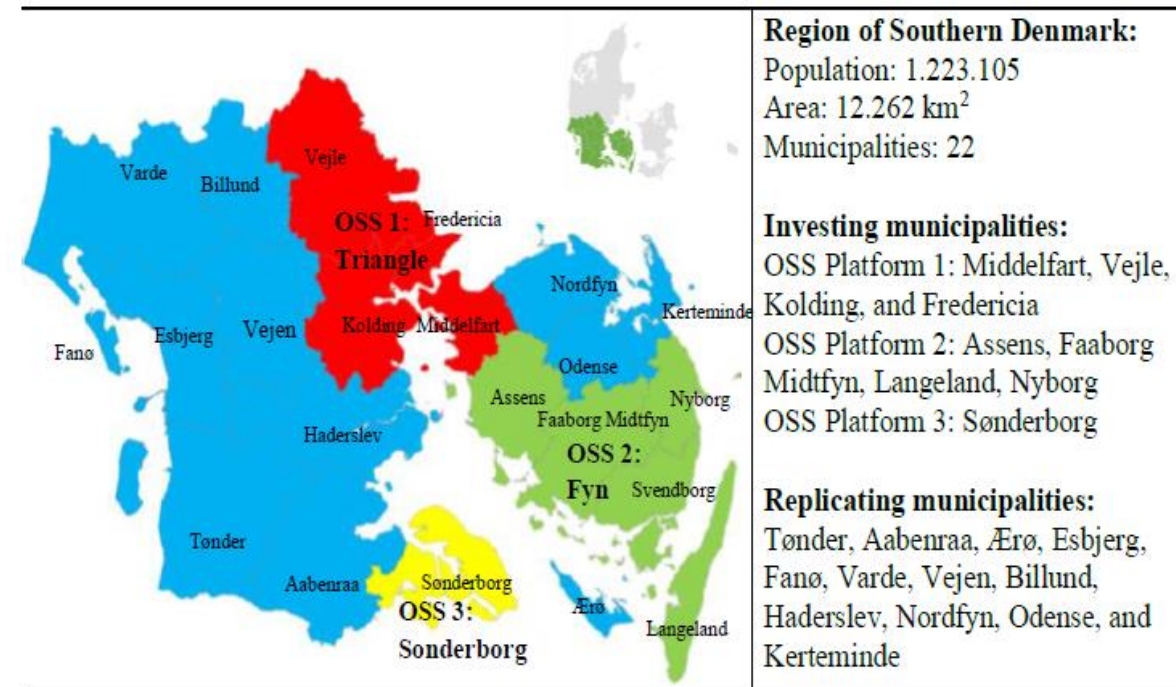 Varde
Billund
Vejle
OSS 1:
Triangle
Fredericia
Nordfyn
Kerteminde
Fanø
Esbjerg
Vejen
Kolding
Middelfart
Odense
Assens
Nyborg
Faaborg Midtfyn
Haderslev
OSS 2:
Fyn
Svendborg
Tønder
Aabenraa
Sønderborg
OSS 3:
Sonderborg
Ærø
Langeland
Region of Southern Denmark:
Population: 1.223.105
Area: 12.262 km²
Municipalities: 22
Investing municipalities:
OSS Platform 1: Middelfart, Vejle,
Kolding, and Fredericia
OSS Platform 2: Assens, Faaborg
Midtfyn, Langeland, Nyborg
OSS Platform 3: Sønderborg
Replicating municipalities:
Tønder, Aabenraa, Ærø, Esbjerg,
Fanø, Varde, Vejen, Billund,
Haderslev, Nordfyn, Odense, and
Kerteminde